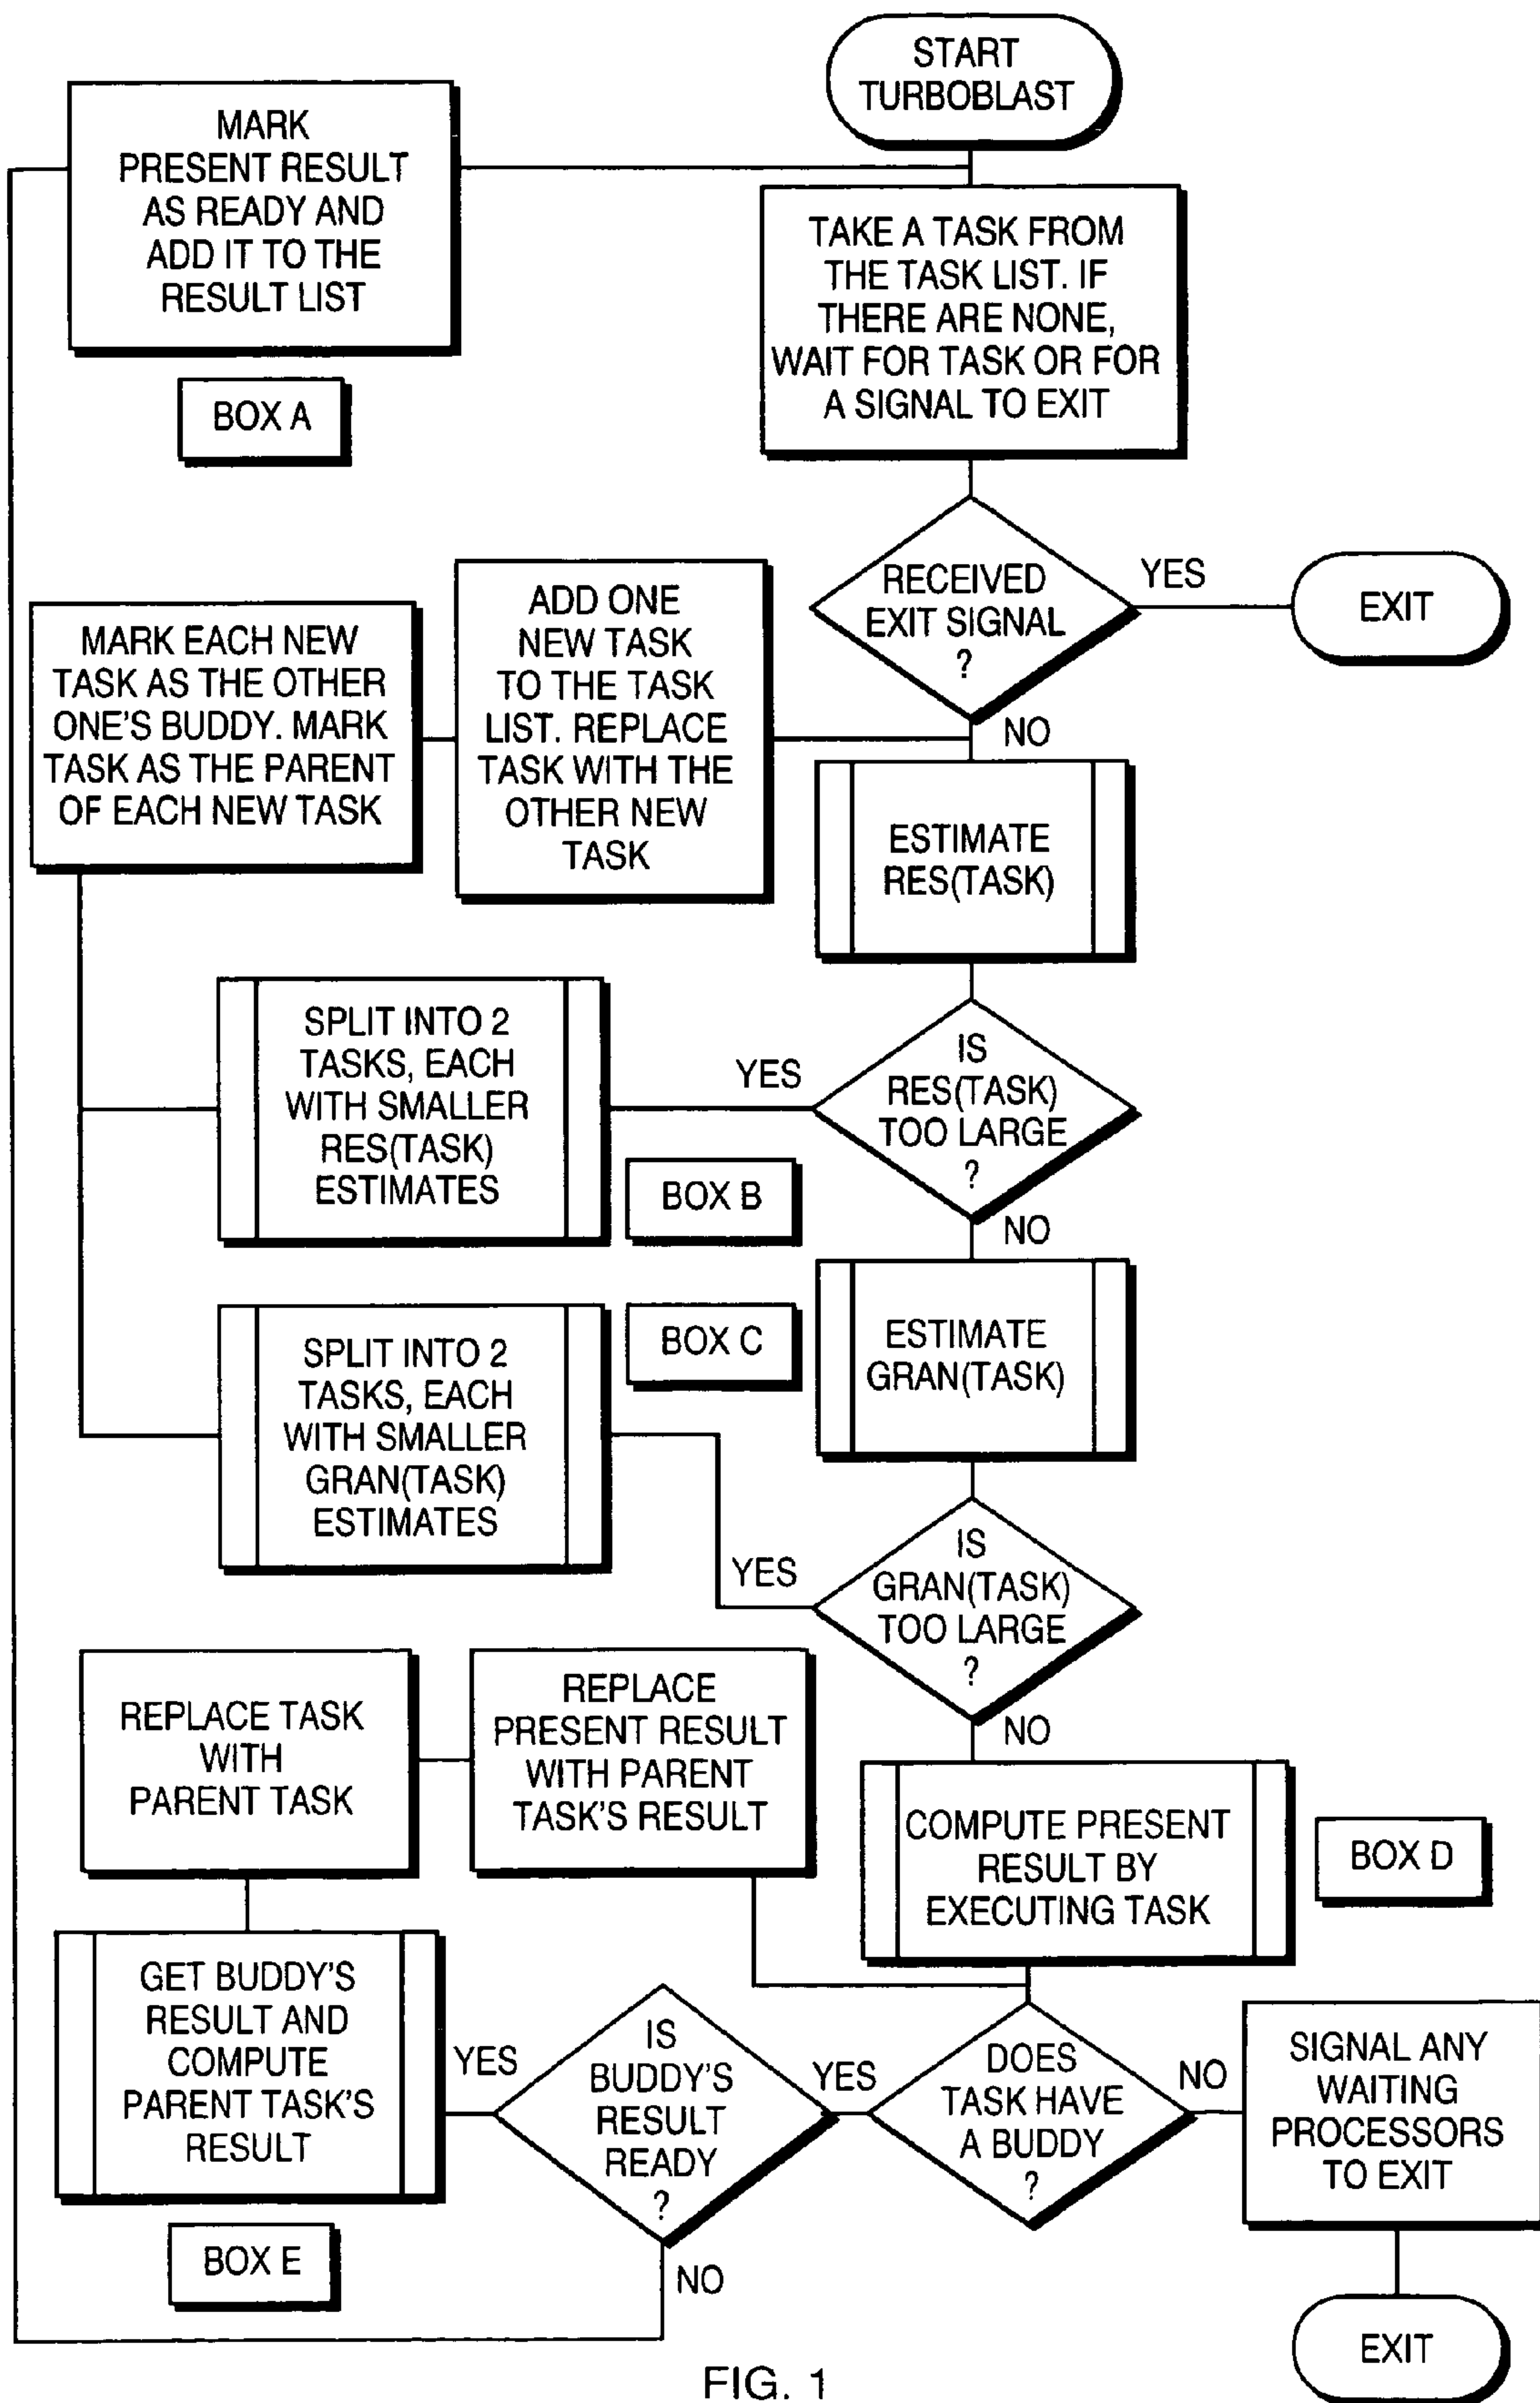 START
TURBOBLAST
MARK
PRESENT RESULT
AS READY AND
ADD IT TO THE
RESULT LIST
BOX A
TAKE A TASK FROM
THE TASK LIST. IF
THERE ARE NONE,
WAIT FOR TASK OR FOR
A SIGNAL TO EXIT
RECEIVED
EXIT SIGNAL
?
YES
EXIT
NO
MARK EACH NEW
TASK AS THE OTHER
ONE'S BUDDY. MARK
TASK AS THE PARENT
OF EACH NEW TASK
ADD ONE
NEW TASK
TO THE TASK
LIST. REPLACE
TASK WITH THE
OTHER NEW
TASK
ESTIMATE
RES(TASK)
SPLIT INTO 2
TASKS, EACH
WITH SMALLER
RES(TASK)
ESTIMATES
BOX B
YES
IS
RES(TASK)
TOO LARGE
?
NO
SPLIT INTO 2
TASKS, EACH
WITH SMALLER
GRAN(TASK)
ESTIMATES
BOX C
ESTIMATE
GRAN(TASK)
YES
IS
GRAN(TASK)
TOO LARGE
?
NO
REPLACE TASK
WITH
PARENT TASK
REPLACE
PRESENT RESULT
WITH PARENT
TASK'S RESULT
COMPUTE PRESENT
RESULT BY
EXECUTING TASK
BOX D
GET BUDDY'S
RESULT AND
COMPUTE
PARENT TASK'S
RESULT
BOX E
YES
IS
BUDDY'S
RESULT
READY
?
NO
YES
DOES
TASK HAVE
A BUDDY
?
NO
SIGNAL ANY
WAITING
PROCESSORS
TO EXIT
EXIT
FIG. 1